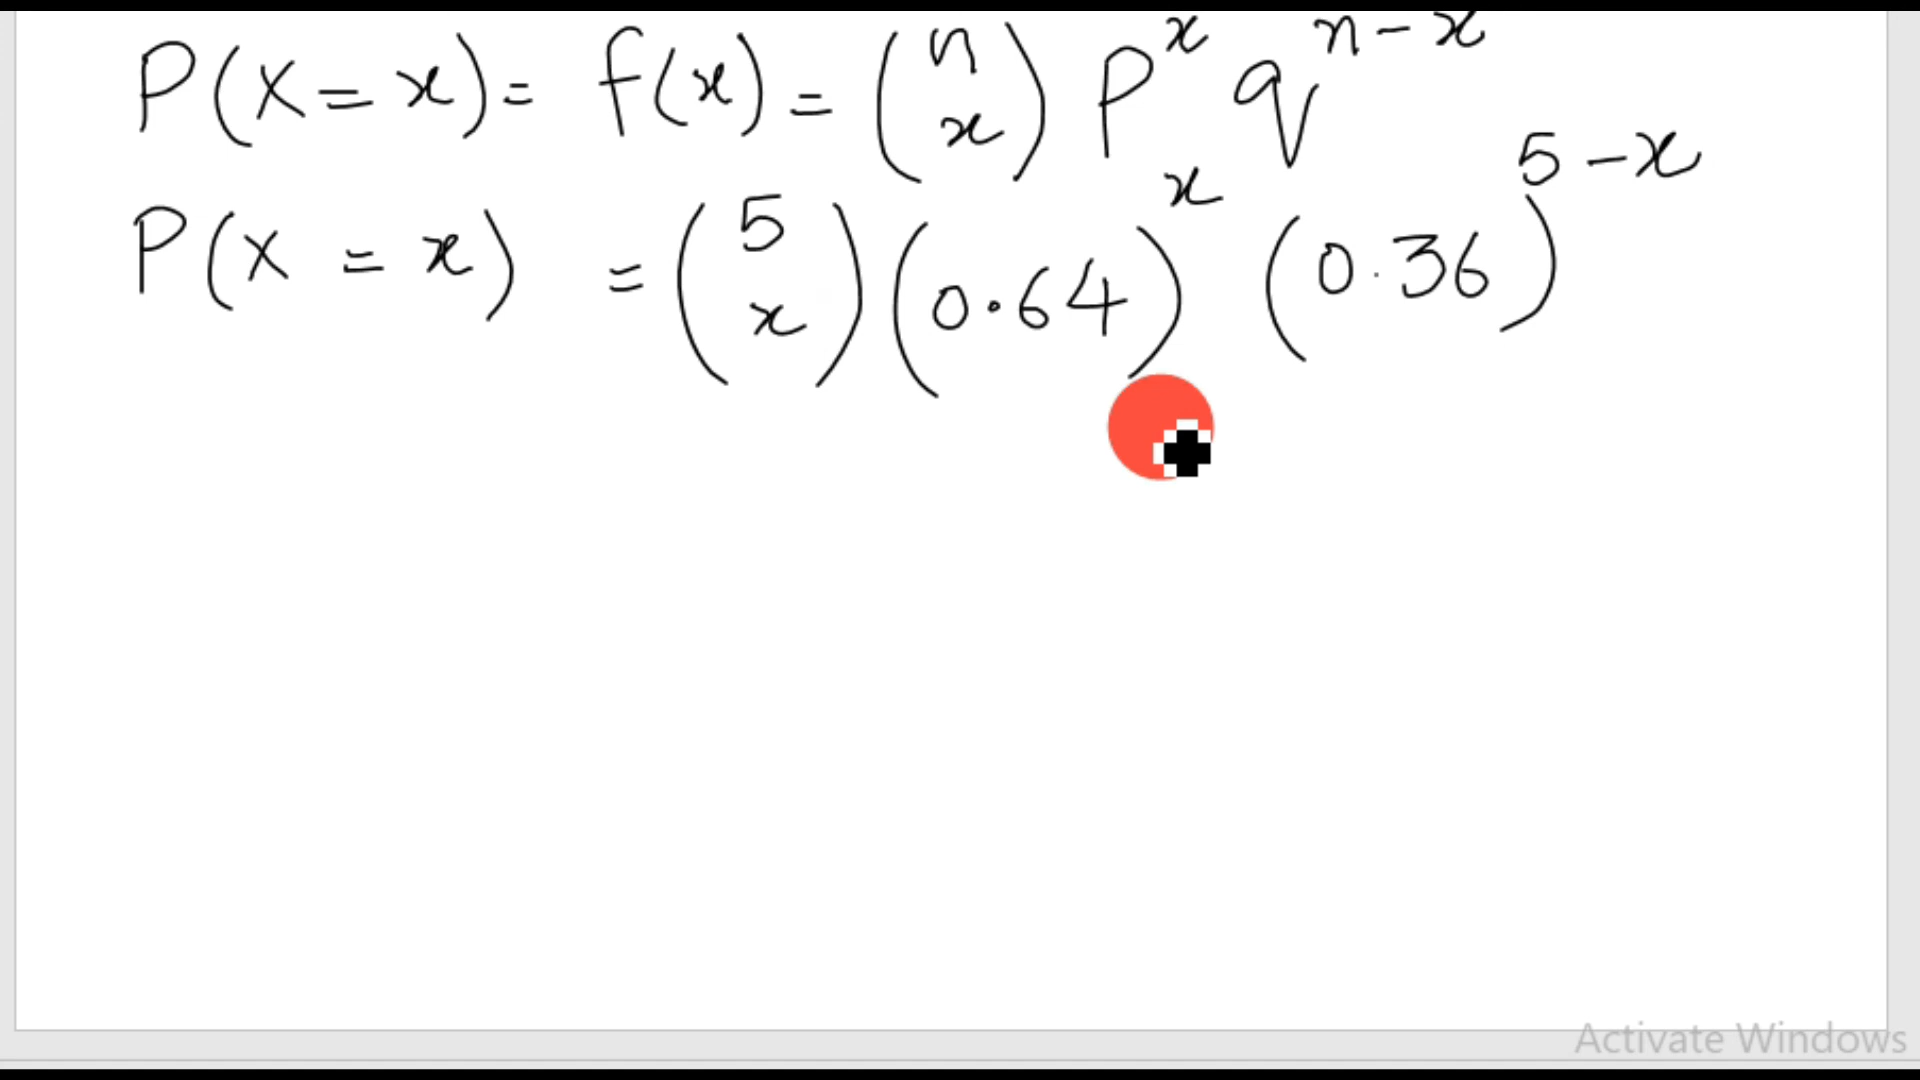 P(X=x)= f(x) = (n x) p^x q^{n-x}
P(X = x) = (5 x)(0.64)^x (0.36)^{5-x}
Activate Windows